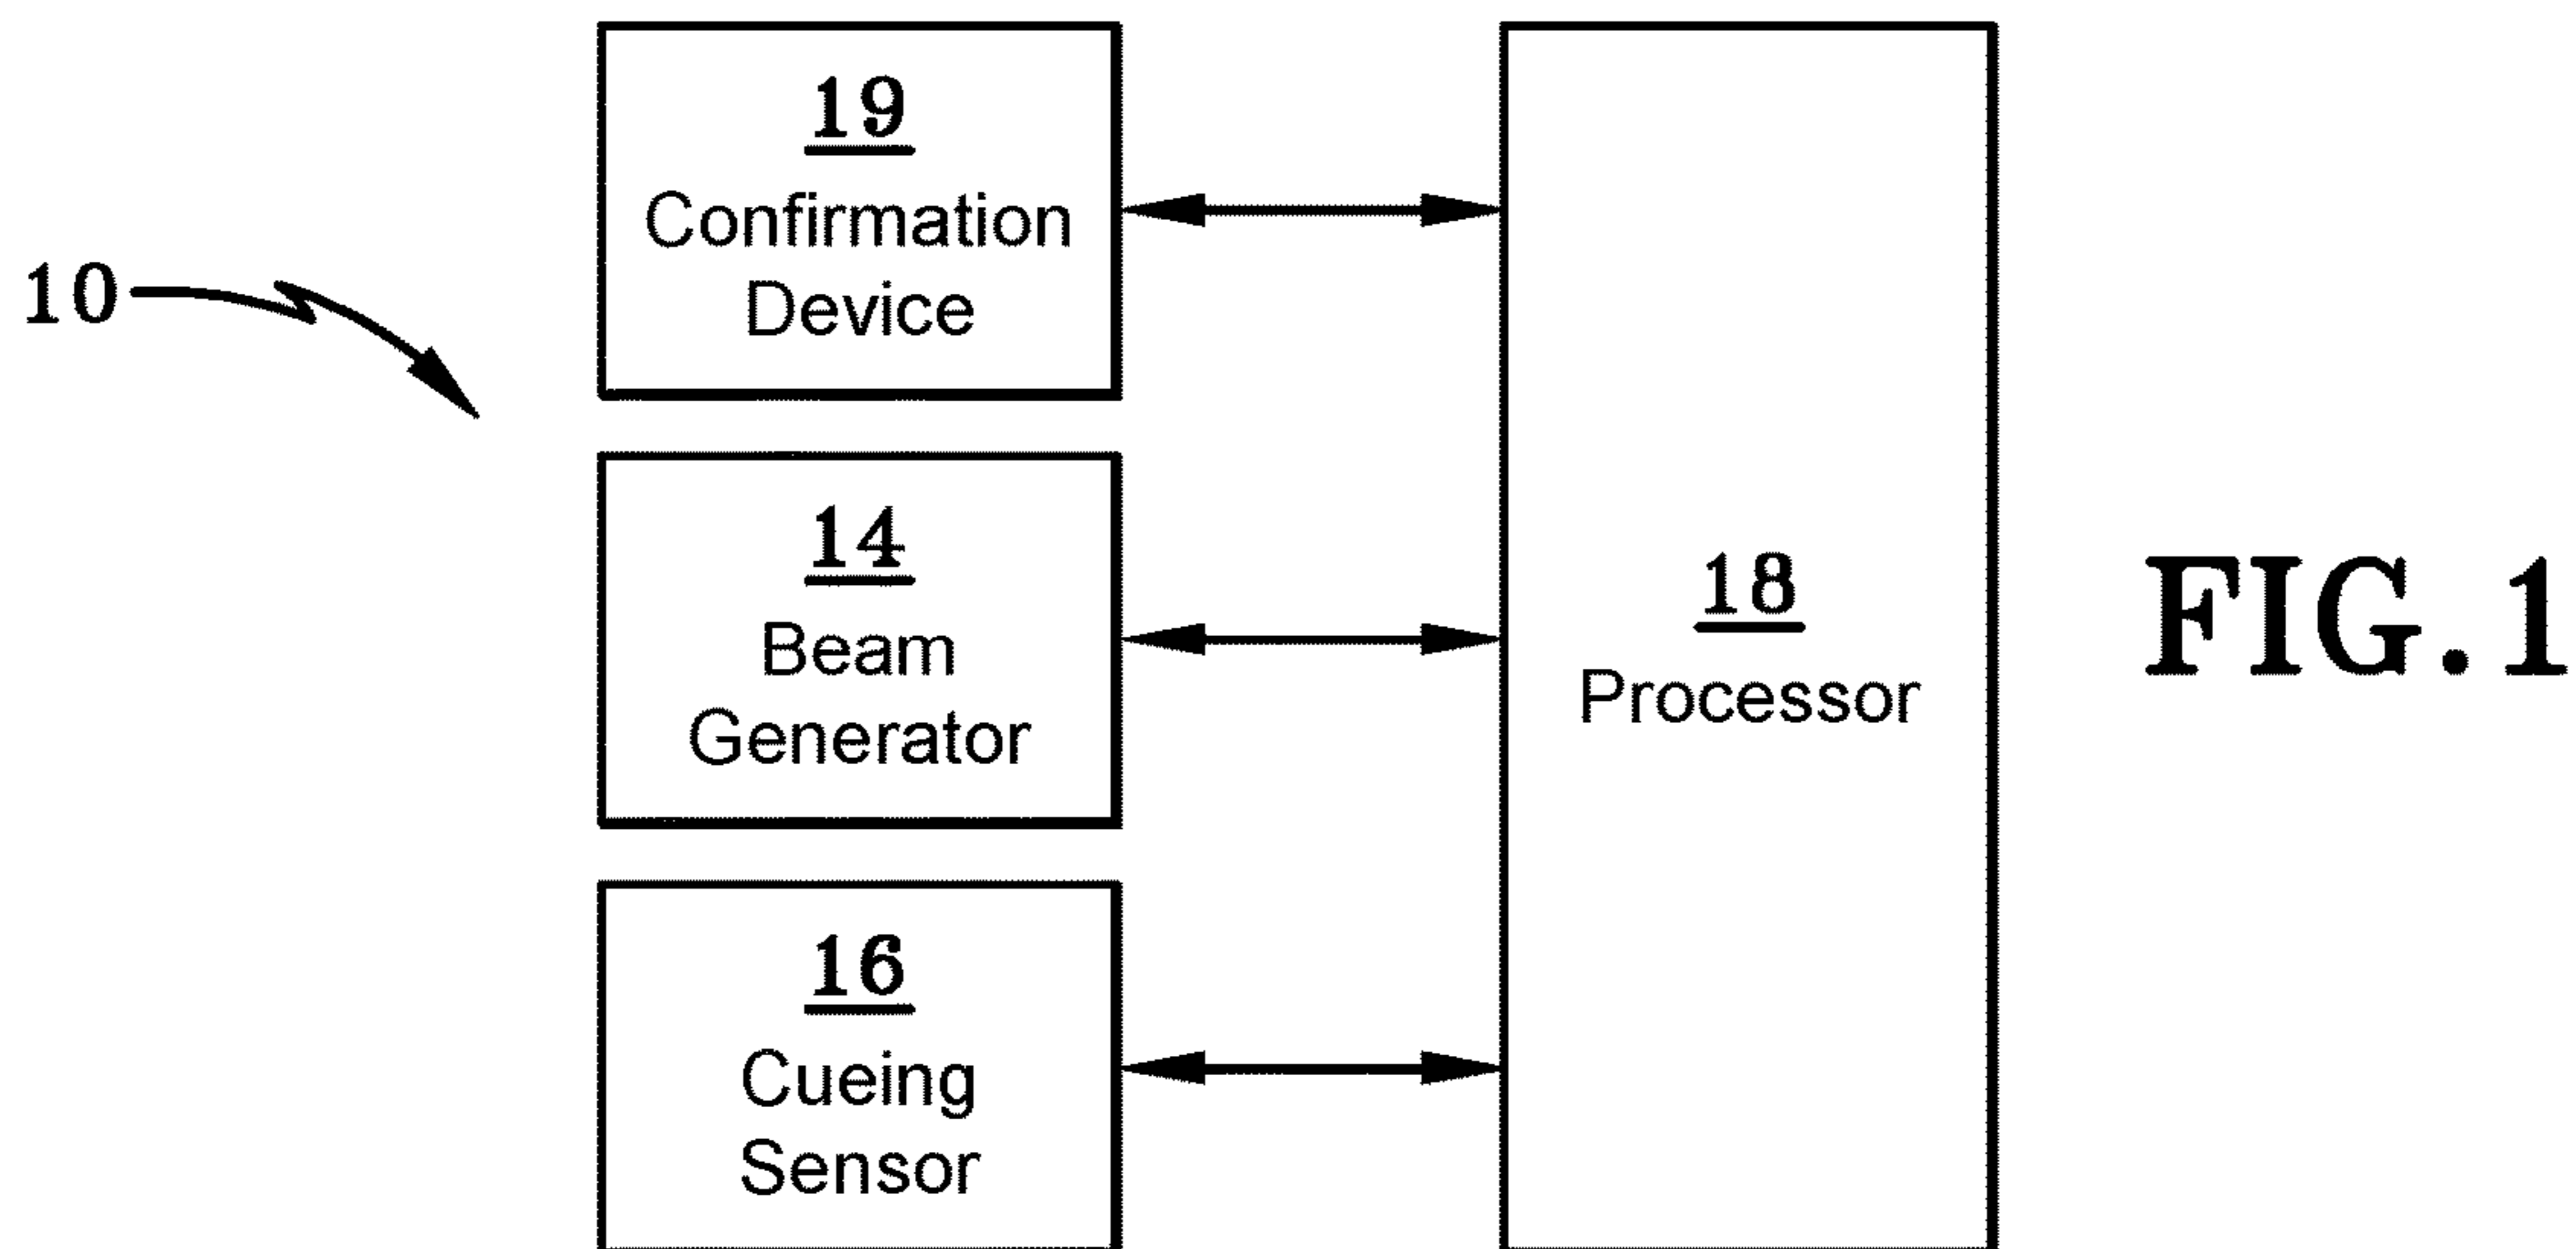 10
19
Confirmation
Device
14
Beam
Generator
16
Cueing
Sensor
18
Processor
FIG.1